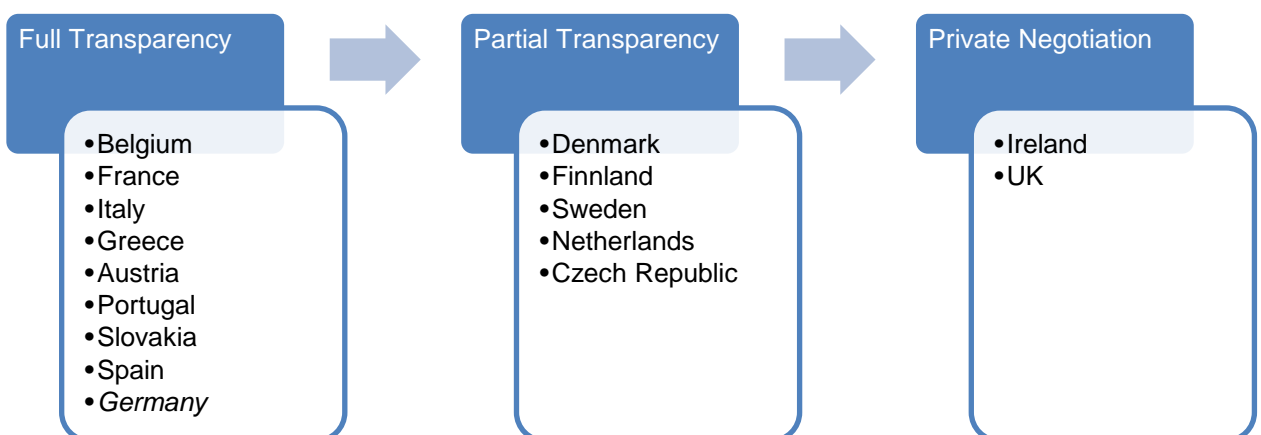 Full Transparency
•Belgium
•France
•Italy
•Greece
•Austria
•Portugal
•Slovakia
•Spain
•Germany
Partial Transparency
•Denmark
•Finnland
•Sweden
•Netherlands
•Czech Republic
Private Negotiation
•Ireland
•UK